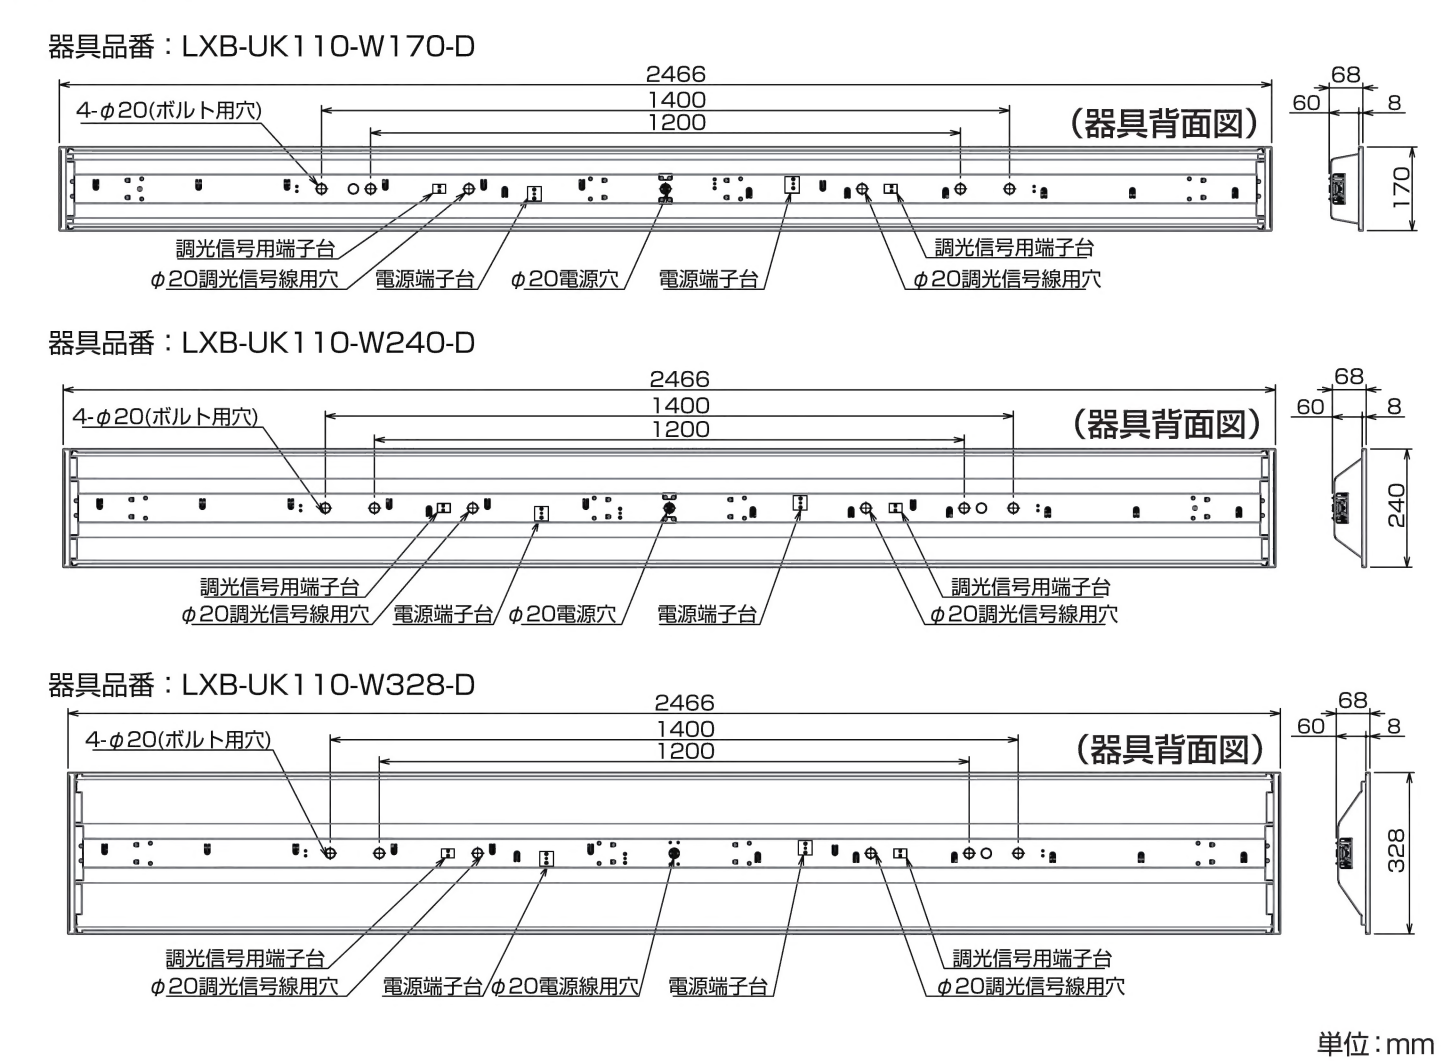 器具品番：LXB-UK110-W170-D
2466
68
1400
60
8
4-φ20(ボルト用穴)
1200
（器具背面図）
170
調光信号用端子台
調光信号用端子台
φ20調光信号線用穴
電源端子台
φ20電源穴
電源端子台
φ20調光信号線用穴
器具品番：LXB-UK110-W240-D
2466
68
1400
60
8
4-φ20(ボルト用穴)
1200
（器具背面図）
240
調光信号用端子台
調光信号用端子台
φ20調光信号線用穴
電源端子台
φ20電源穴
電源端子台
φ20調光信号線用穴
器具品番：LXB-UK110-W328-D
2466
68
1400
60
8
4-φ20(ボルト用穴)
1200
（器具背面図）
328
調光信号用端子台
調光信号用端子台
φ20調光信号線用穴
電源端子台
φ20電源線用穴
電源端子台
φ20調光信号線用穴
単位：mm